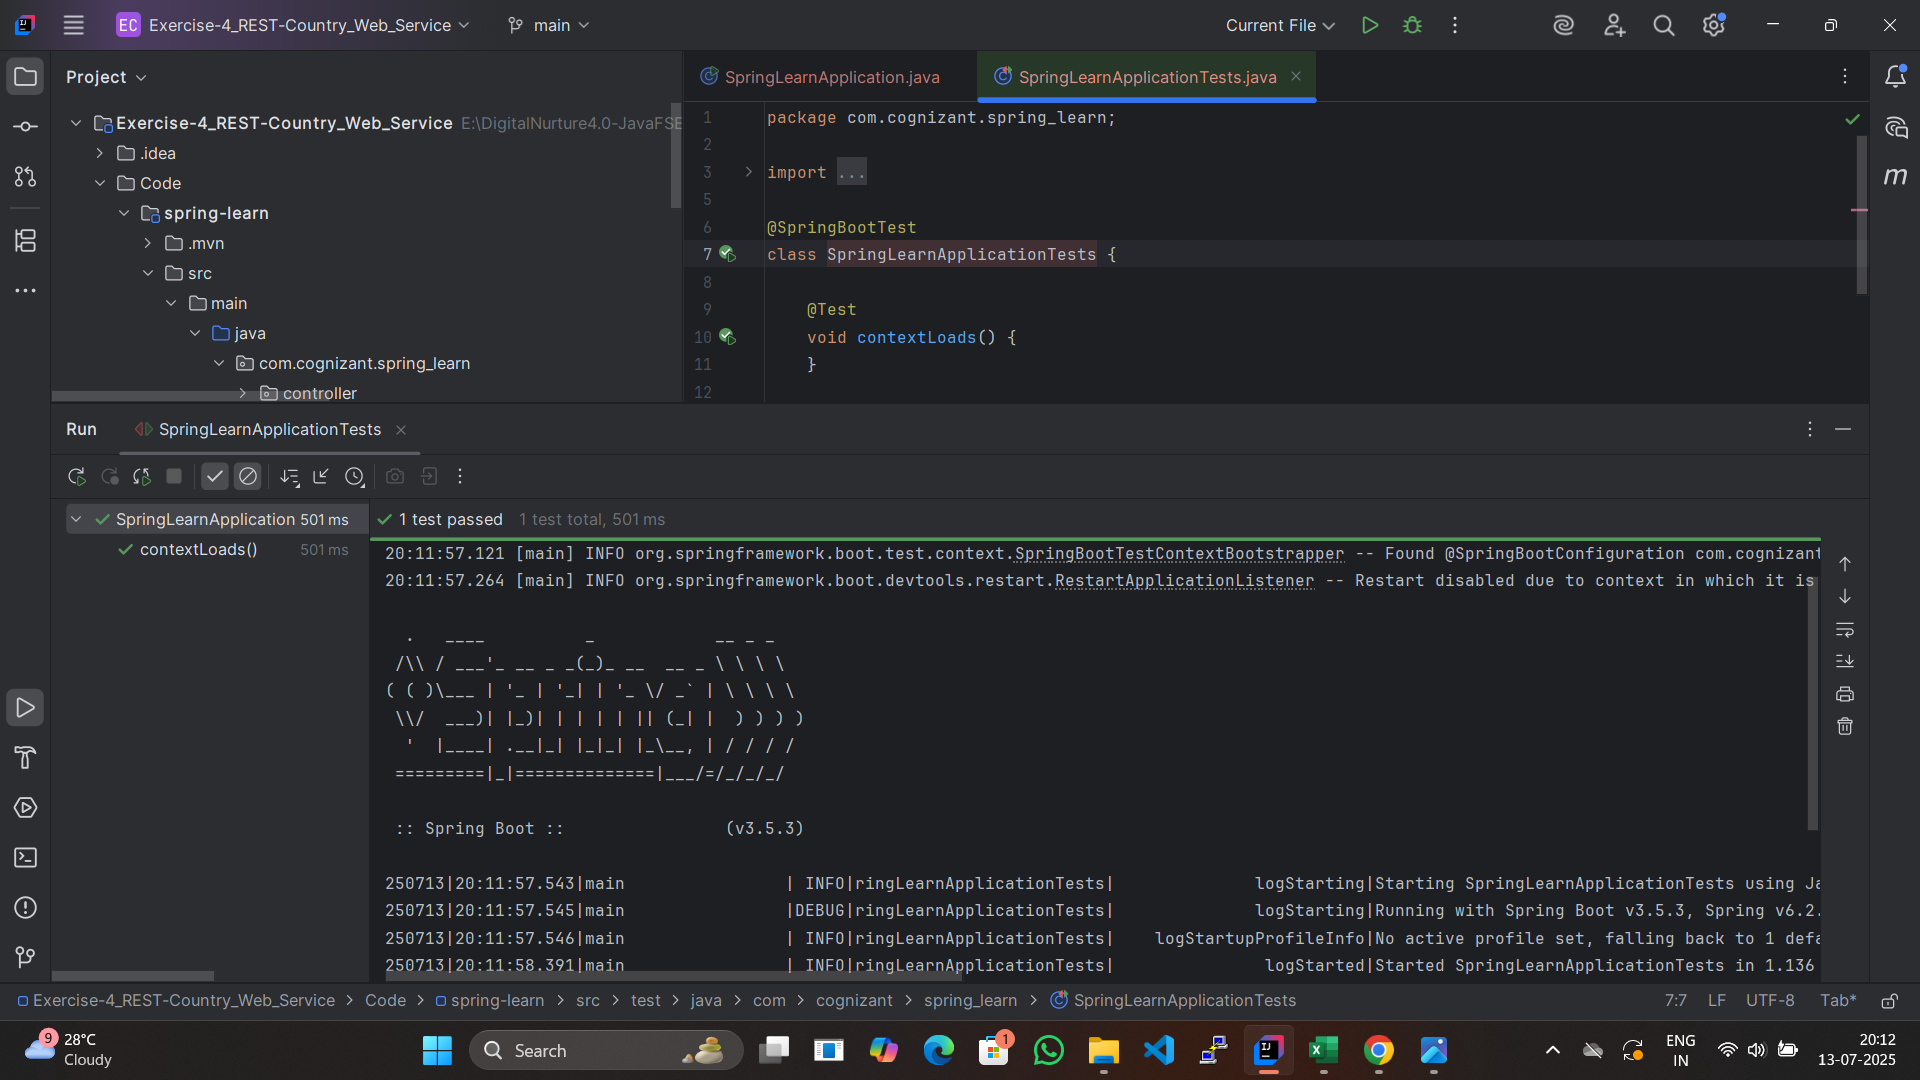 EC Exercise-4_REST-Country_Web_Service main Current File
Project
Exercise-4_REST-Country_Web_Service E:\DigitalNurture4.0-JavaFSE
.idea
Code
spring-learn
.mvn
src
main
java
com.cognizant.spring_learn
controller
SpringLearnApplication.java SpringLearnApplicationTests.java
1 package com.cognizant.spring_learn;
2
3 import ...
5
6 @SpringBootTest
7 class SpringLearnApplicationTests {
8
9 @Test
10 void contextLoads() {
11 }
12
Run SpringLearnApplicationTests
SpringLearnApplication 501 ms
contextLoads() 501 ms
1 test passed 1 test total, 501 ms
20:11:57.121 [main] INFO org.springframework.boot.test.context.SpringBootTestContextBootstrapper -- Found @SpringBootConfiguration com.cognizant
20:11:57.264 [main] INFO org.springframework.boot.devtools.restart.RestartApplicationListener -- Restart disabled due to context in which it is
  .   ____          _            __ _ _
 /\\ / ___'_ __ _ _(_)_ __  __ _ \ \ \ \
( ( )\___ | '_ | '_| | '_ \/ _` | \ \ \ \
 \\/  ___)| |_)| | | | | || (_| |  ) ) ) )
  '  |____| .__|_| |_|_| |_\__, | / / / /
 =========|_|==============|___/=/_/_/_/
:: Spring Boot :: (v3.5.3)
250713|20:11:57.543|main | INFO|ringLearnApplicationTests| logStarting|Starting SpringLearnApplicationTests using Ja
250713|20:11:57.545|main |DEBUG|ringLearnApplicationTests| logStarting|Running with Spring Boot v3.5.3, Spring v6.2.
250713|20:11:57.546|main | INFO|ringLearnApplicationTests| logStartupProfileInfo|No active profile set, falling back to 1 defa
250713|20:11:58.391|main | INFO|ringLearnApplicationTests| logStarted|Started SpringLearnApplicationTests in 1.136
Exercise-4_REST-Country_Web_Service > Code > spring-learn > src > test > java > com > cognizant > spring_learn > SpringLearnApplicationTests 7:7 LF UTF-8 Tab*
9 28°C
Cloudy
Search
1
ENG
IN
20:12
13-07-2025